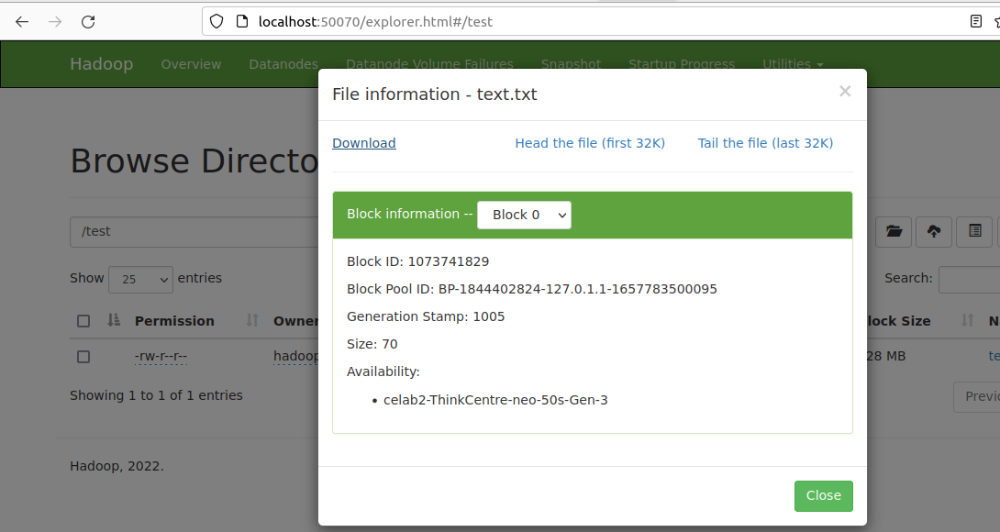 localhost:50070/explorer.html#/test
Hadoop Overview Datanodes Datanode Volume Failures Snapshot Startup Progress Utilities
File information - text.txt ×
Download Head the file (first 32K) Tail the file (last 32K)
Browse Directo
Block information -- Block 0
/test
Block ID: 1073741829
Show 25 entries
Search:
Block Pool ID: BP-1844402824-127.0.1.1-1657783500095
Generation Stamp: 1005
Permission Owner
lock Size N
Size: 70
-rw-r--r-- hadoop
28 MB te
Availability:
• celab2-ThinkCentre-neo-50s-Gen-3
Showing 1 to 1 of 1 entries
Previo
Hadoop, 2022.
Close